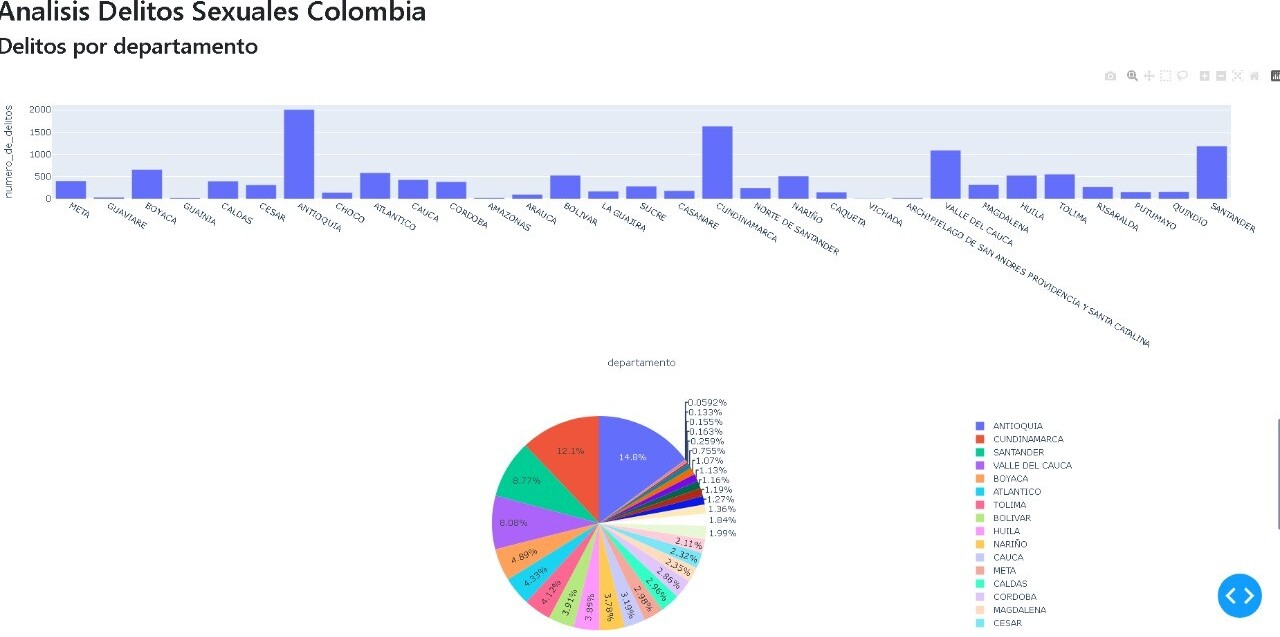 Analisis Delitos Sexuales Colombia
Delitos por departamento
numero_de_delitos
2000
1500
1000
500
0
META
GUAVIARE
BOYACA
GUAINIA
CALDAS
CESAR
ANTIOQUIA
CHOCO
ATLANTICO
CAUCA
CORDOBA
AMAZONAS
ARAUCA
BOLIVAR
LA GUAJIRA
SUCRE
CASANARE
CUNDINAMARCA
NORTE DE SANTANDER
NARIÑO
CAQUETA
VICHADA
ARCHIPIELAGO DE SAN ANDRES PROVIDENCIA Y SANTA CATALINA
VALLE DEL CAUCA
MAGDALENA
HUILA
TOLIMA
RISARALDA
PUTUMAYO
QUINDIO
SANTANDER
departamento
0.0592%
0.133%
0.155%
0.163%
0.259%
0.755%
1.07%
1.13%
1.16%
1.19%
1.27%
1.36%
1.84%
1.99%
2.11%
2.32%
2.35%
2.86%
2.96%
2.98%
3.19%
3.78%
3.89%
3.91%
4.12%
4.33%
4.89%
8.08%
8.77%
12.1%
14.8%
ANTIOQUIA
CUNDINAMARCA
SANTANDER
VALLE DEL CAUCA
BOYACA
ATLANTICO
TOLIMA
BOLIVAR
HUILA
NARIÑO
CAUCA
META
CALDAS
CORDOBA
MAGDALENA
CESAR